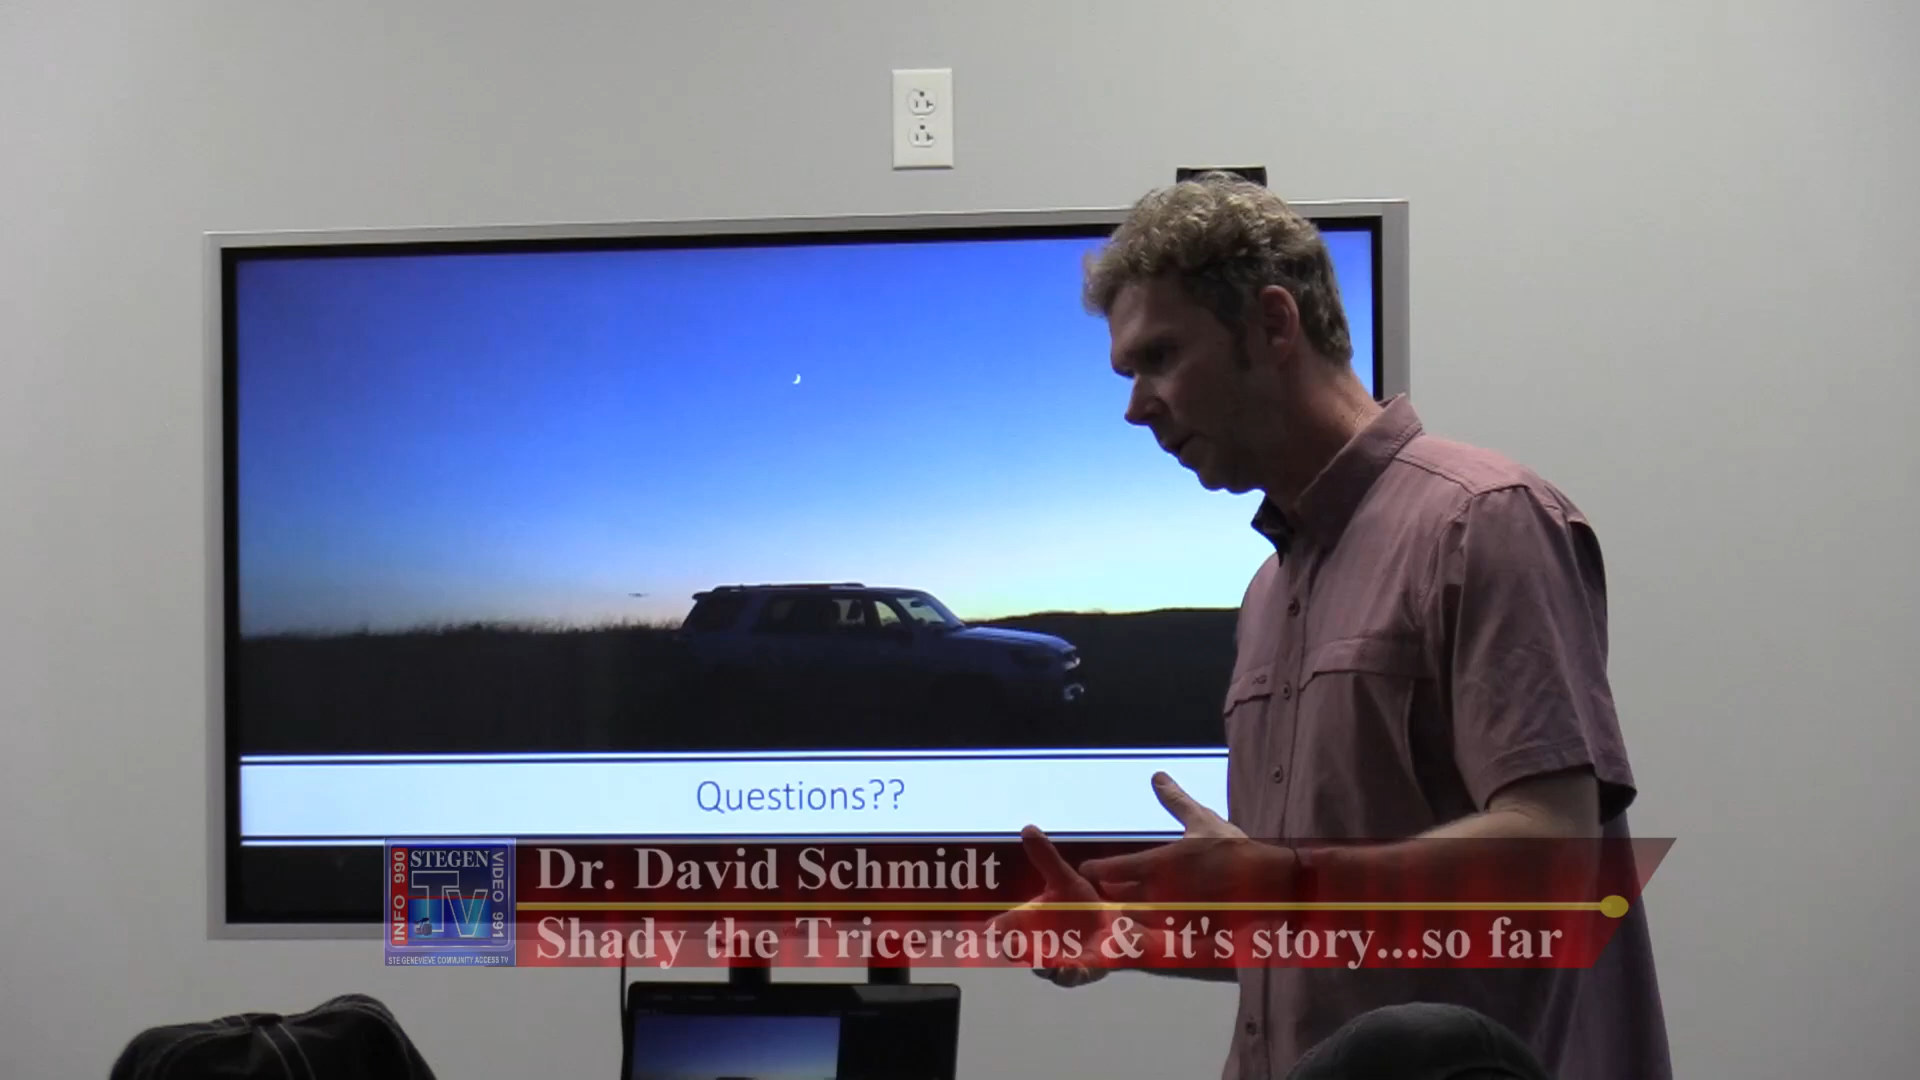 Questions??
Dr. David Schmidt
Shady the Triceratops & it's story...so far
INFO 990
STEGEN
TV
VIDEO 991
STE GENEVIEVE COMMUNITY ACCESS TV